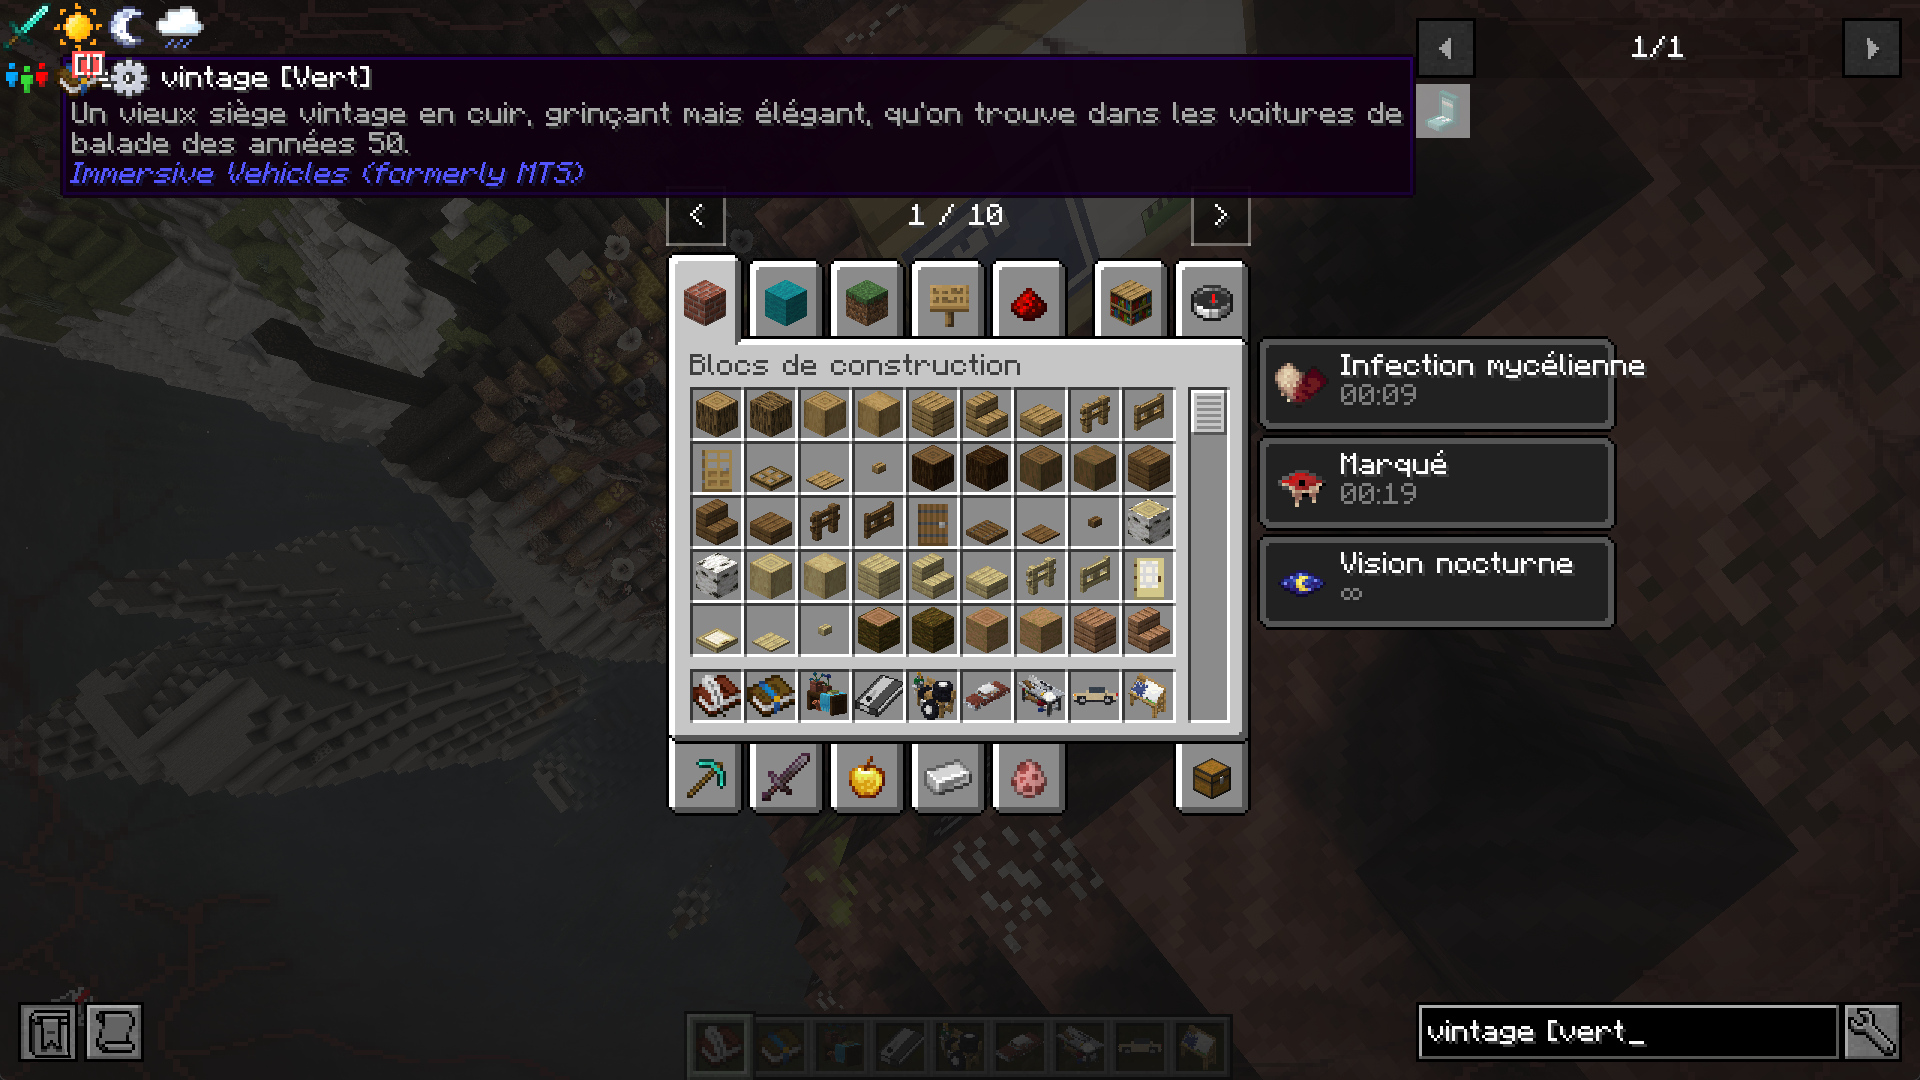 vintage [Vert]
Un vieux siège vintage en cuir, grinçant mais élégant, qu'on trouve dans les voitures de
balade des années 50.
Immersive Vehicles (formerly MTS)
1/1
1 / 10
Blocs de construction
Infection mycélienne
00:09
Marqué
00:19
Vision nocturne
∞
vintage [vert_